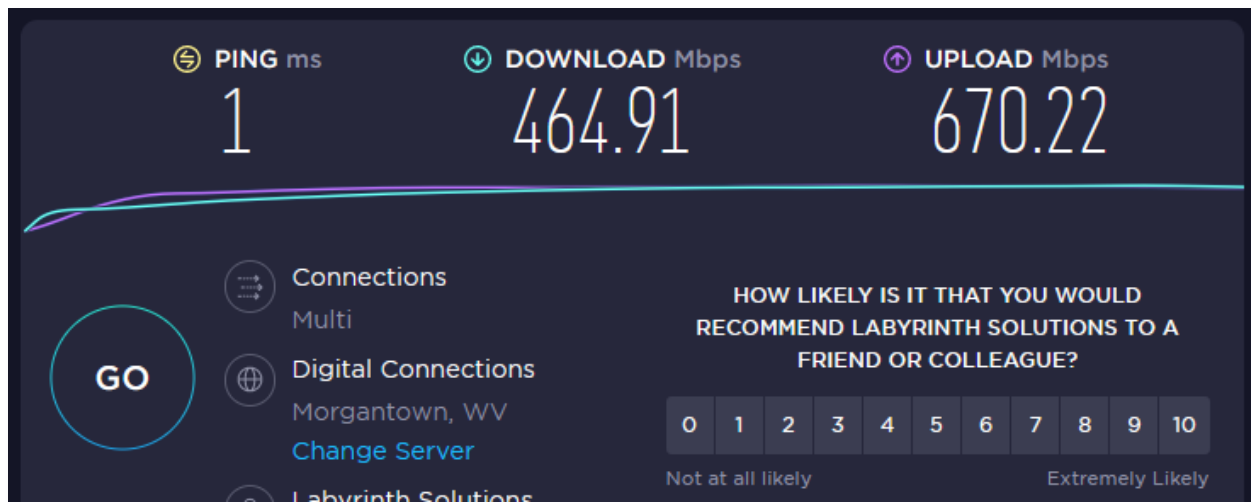 PING ms
1
DOWNLOAD Mbps
464.91
UPLOAD Mbps
670.22
GO
Connections
Multi
Digital Connections
Morgantown, WV
Change Server
Labyrinth Solutions
HOW LIKELY IS IT THAT YOU WOULD
RECOMMEND LABYRINTH SOLUTIONS TO A
FRIEND OR COLLEAGUE?
0 1 2 3 4 5 6 7 8 9 10
Not at all likely Extremely Likely